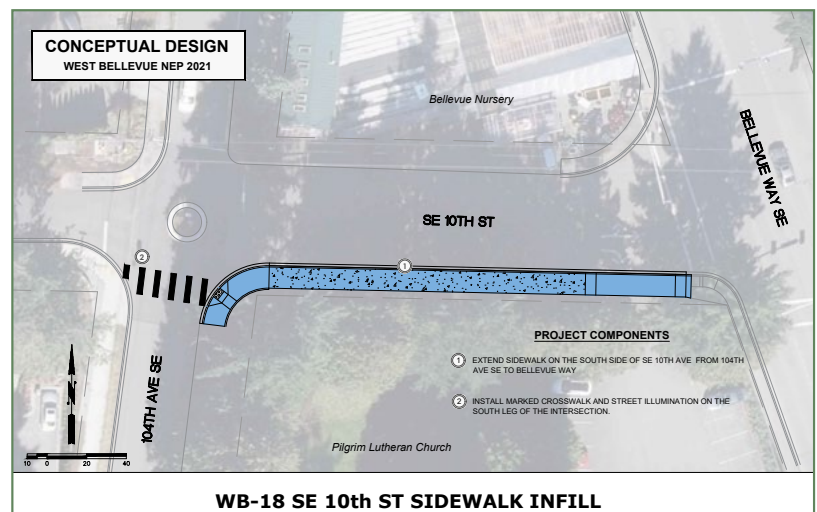 CONCEPTUAL DESIGN
WEST BELLEVUE NEP 2021
Bellevue Nursery
BELLEVUE WAY SE
SE 10TH ST
2
1
PROJECT COMPONENTS
1 EXTEND SIDEWALK ON THE SOUTH SIDE OF SE 10TH AVE FROM 104TH
AVE SE TO BELLEVUE WAY
2 INSTALL MARKED CROSSWALK AND STREET ILLUMINATION ON THE
SOUTH LEG OF THE INTERSECTION.
104TH AVE SE
Pilgrim Lutheran Church
10 0 20 40
WB-18 SE 10th ST SIDEWALK INFILL